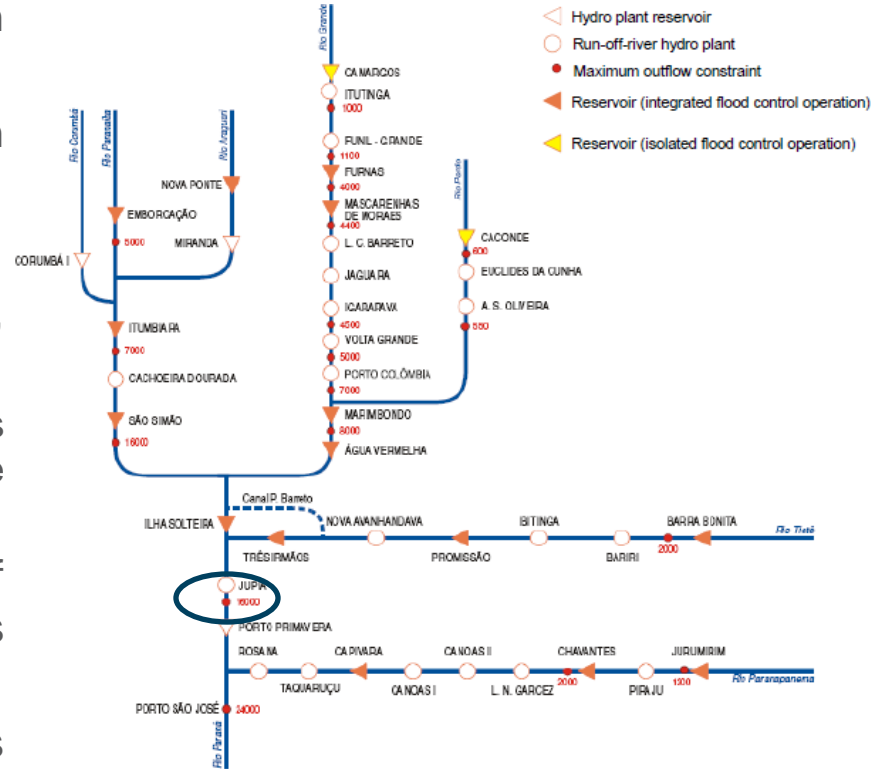 Rio Grande
Hydro plant reservoir
Run-off-river hydro plant
Maximum outflow constraint
Reservoir (integrated flood control operation)
Reservoir (isolated flood control operation)
CAMARGOS
ITUTINGA
1000
FUNL - GRANDE
1100
FURNAS
4000
MASCARENHAS
DE MORAES
4400
L. C. BARRETO
JAGUARA
IGARAPAVA
4500
VOLTA GRANDE
5000
PORTO COLÔMBIA
7000
MARIMBONDO
8000
ÁGUA VERMELHA
Rio Corumbá
Rio Paranaíba
Rio Araguari
NOVA PONTE
EMBORCAÇÃO
5000
MIRANDA
CORUMBÁ I
ITUMBIARA
7000
CACHOEIRA DOURADA
SÃO SIMÃO
16000
Rio Pardo
CACONDE
600
EUCLIDES DA CUNHA
A. S. OLIVEIRA
550
Canal P. Barreto
ILHA SOLTEIRA
NOVA AVANHANDAVA
IBITINGA
BARRA BONITA
Rio Tietê
TRÊS IRMÃOS
PROMISSÃO
BARIRI
2000
JUPIÁ
16000
PORTO PRIMAVERA
ROSANA
CAPIVARA
CANOAS II
CHAVANTES
JURUMIRIM
TAQUARUÇU
CANOAS I
L. N. GARCEZ
2000
PIRAJU
1300
Rio Paranapanema
PORTO SÃO JOSÉ
24000
Rio Paraná